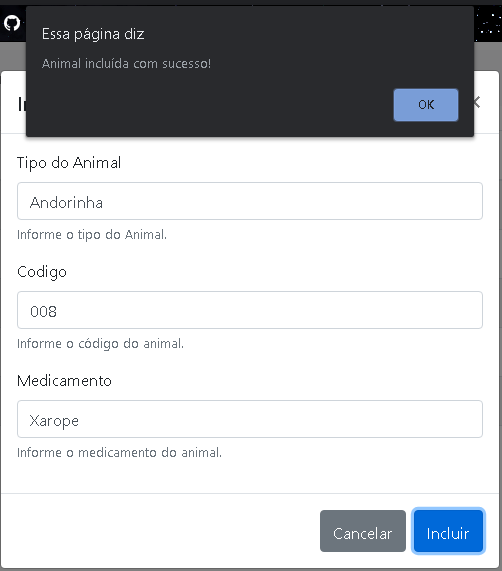 Essa página diz
Animal incluída com sucesso!
OK
Tipo do Animal
Andorinha
Informe o tipo do Animal.
Codigo
008
Informe o código do animal.
Medicamento
Xarope
Informe o medicamento do animal.
Cancelar
Incluir